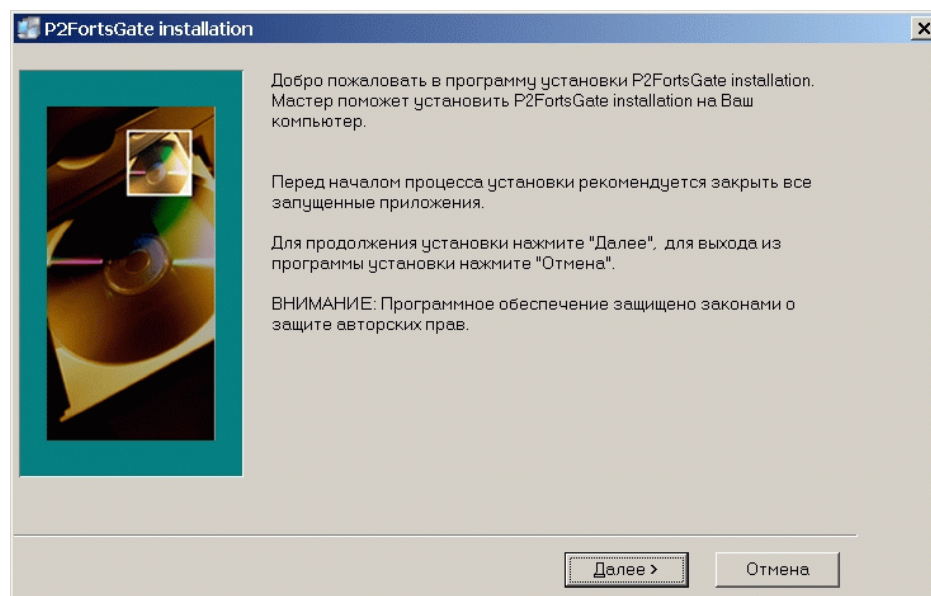 P2FortsGate installation
Добро пожаловать в программу установки P2FortsGate installation.
Мастер поможет установить P2FortsGate installation на Ваш
компьютер.
Перед началом процесса установки рекомендуется закрыть все
запущенные приложения.
Для продолжения установки нажмите "Далее", для выхода из
программы установки нажмите "Отмена".
ВНИМАНИЕ: Программное обеспечение защищено законами о
защите авторских прав.
Далее >
Отмена